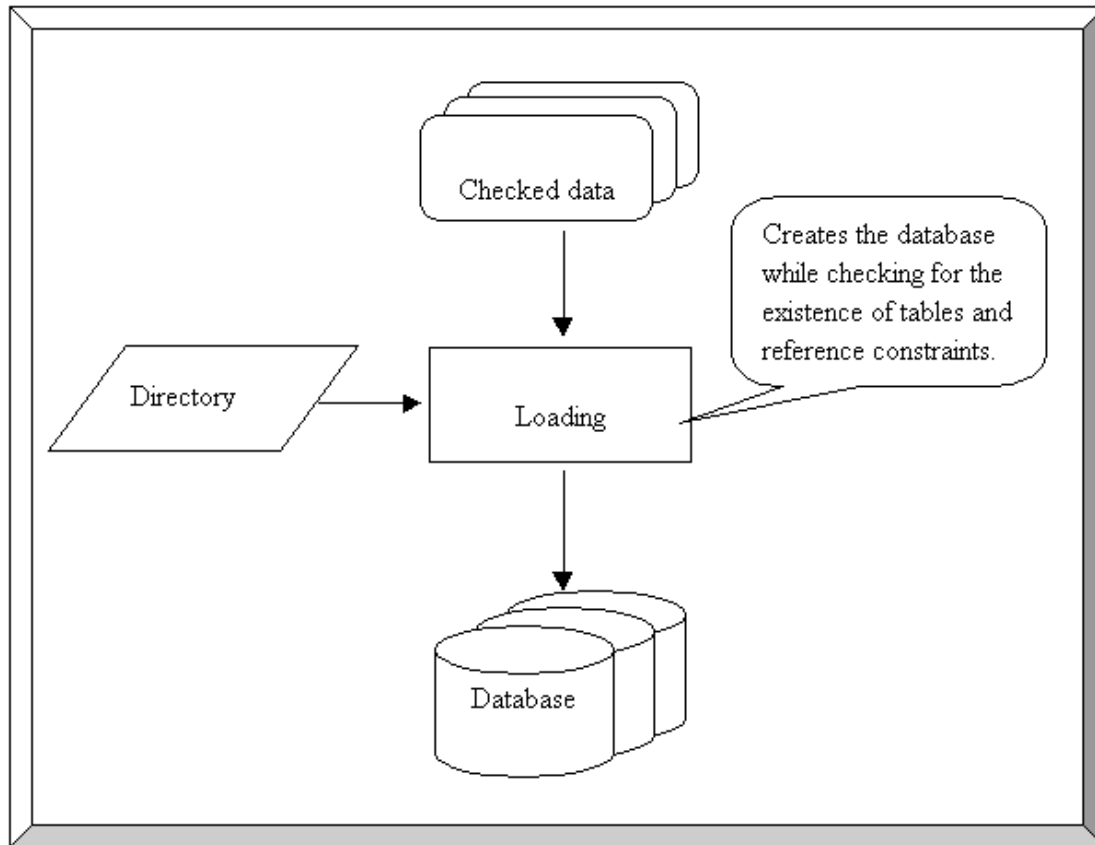 Checked data
Creates the database
while checking for the
existence of tables and
reference constraints.
Directory
Loading
Database